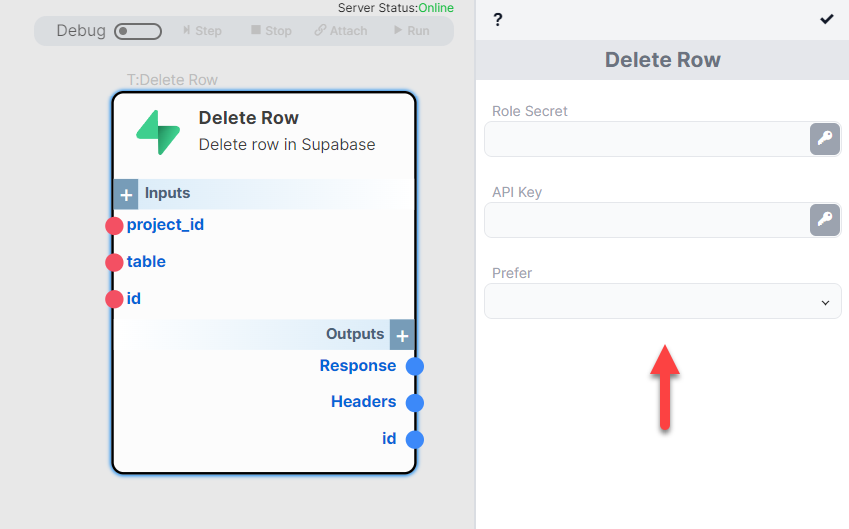 Server Status:Online
Debug Step Stop Attach Run
T:Delete Row
Delete Row
Delete row in Supabase
+ Inputs
project_id
table
id
Outputs +
Response
Headers
id
?
Delete Row
Role Secret
API Key
Prefer